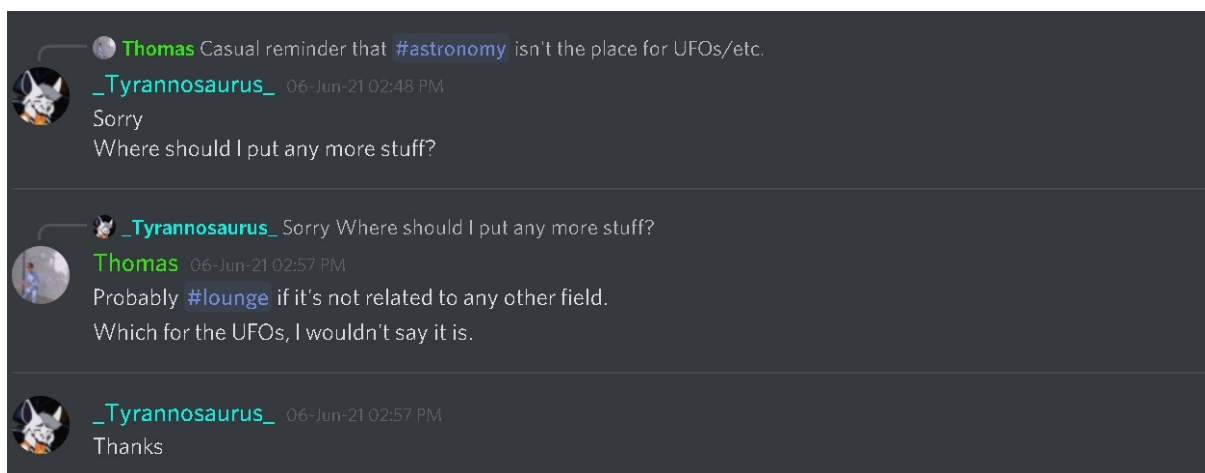 Thomas Casual reminder that #astronomy isn't the place for UFOs/etc.
_Tyrannosaurus_ 06-Jun-21 02:48 PM
Sorry
Where should I put any more stuff?
_Tyrannosaurus_ Sorry Where should I put any more stuff?
Thomas 06-Jun-21 02:57 PM
Probably #lounge if it's not related to any other field.
Which for the UFOs, I wouldn't say it is.
_Tyrannosaurus_ 06-Jun-21 02:57 PM
Thanks